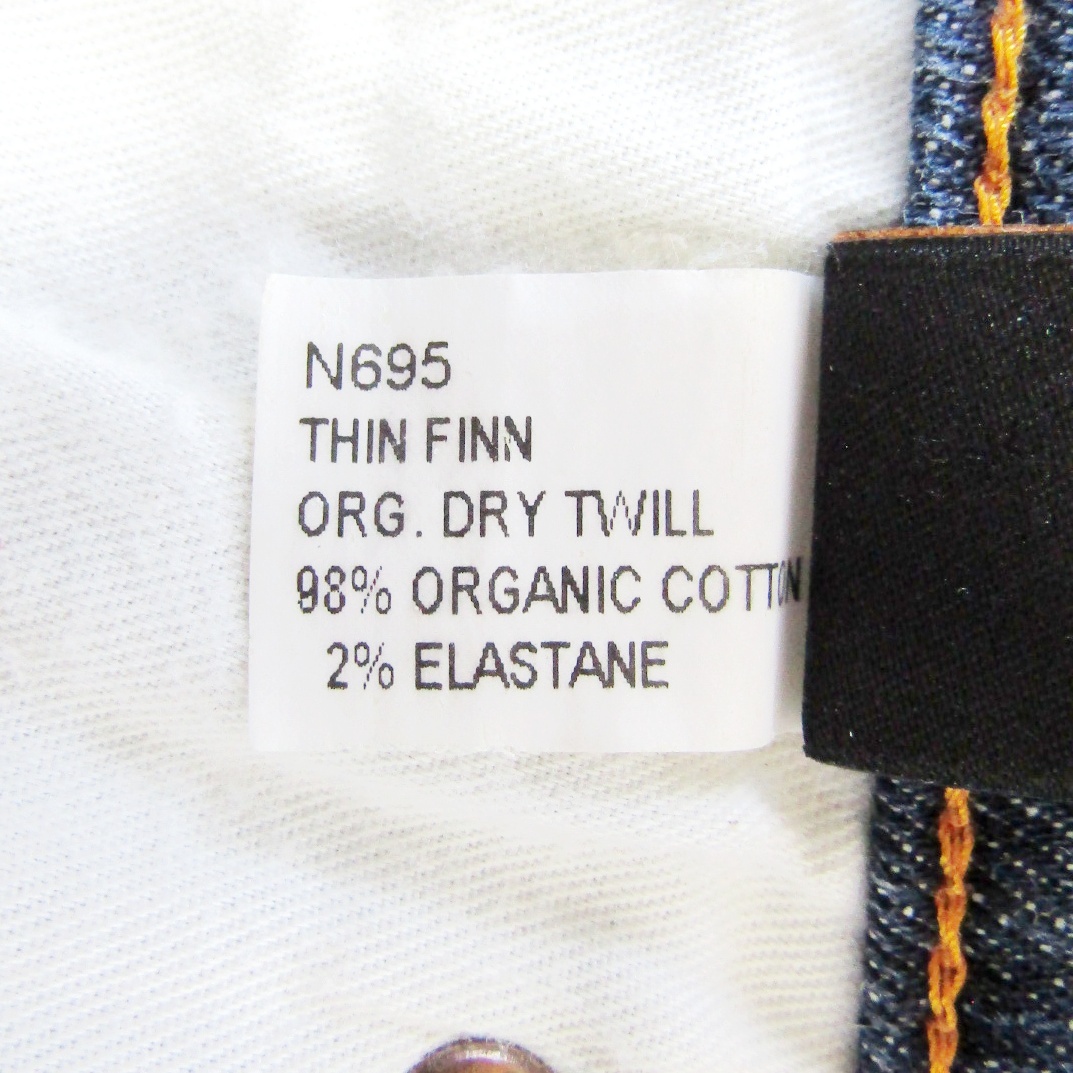 N695
THIN FINN
ORG. DRY TWILL
98% ORGANIC COTTON
2% ELASTANE